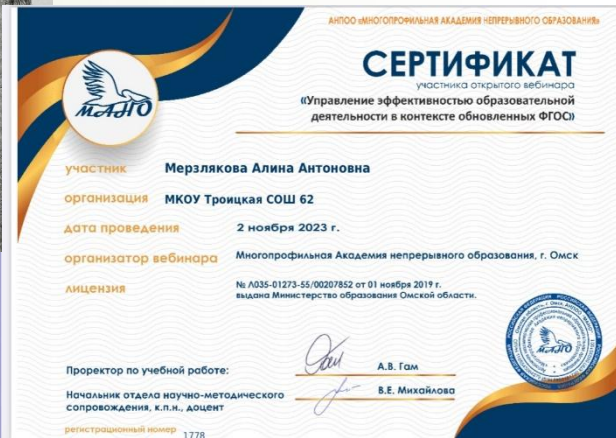 АНПОО «МНОГОПРОФИЛЬНАЯ АКАДЕМИЯ НЕПРЕРЫВНОГО ОБРАЗОВАНИЯ»
СЕРТИФИКАТ
участника открытого вебинара
«Управление эффективностью образовательной
деятельности в контексте обновленных ФГОС»
МАНО
участник Мерзлякова Алина Антоновна
организация МКОУ Троицкая СОШ 62
дата проведения 2 ноября 2023 г.
организатор вебинара Многопрофильная Академия непрерывного образования, г. Омск
лицензия № Л035-01273-55/00207852 от 01 ноября 2019 г.
выдана Министерство образования Омской области.
Проректор по учебной работе: А.В. Гам
Начальник отдела научно-методического
сопровождения, к.п.н., доцент В.Е. Михайлова
МАНО
регистрационный номер 1778